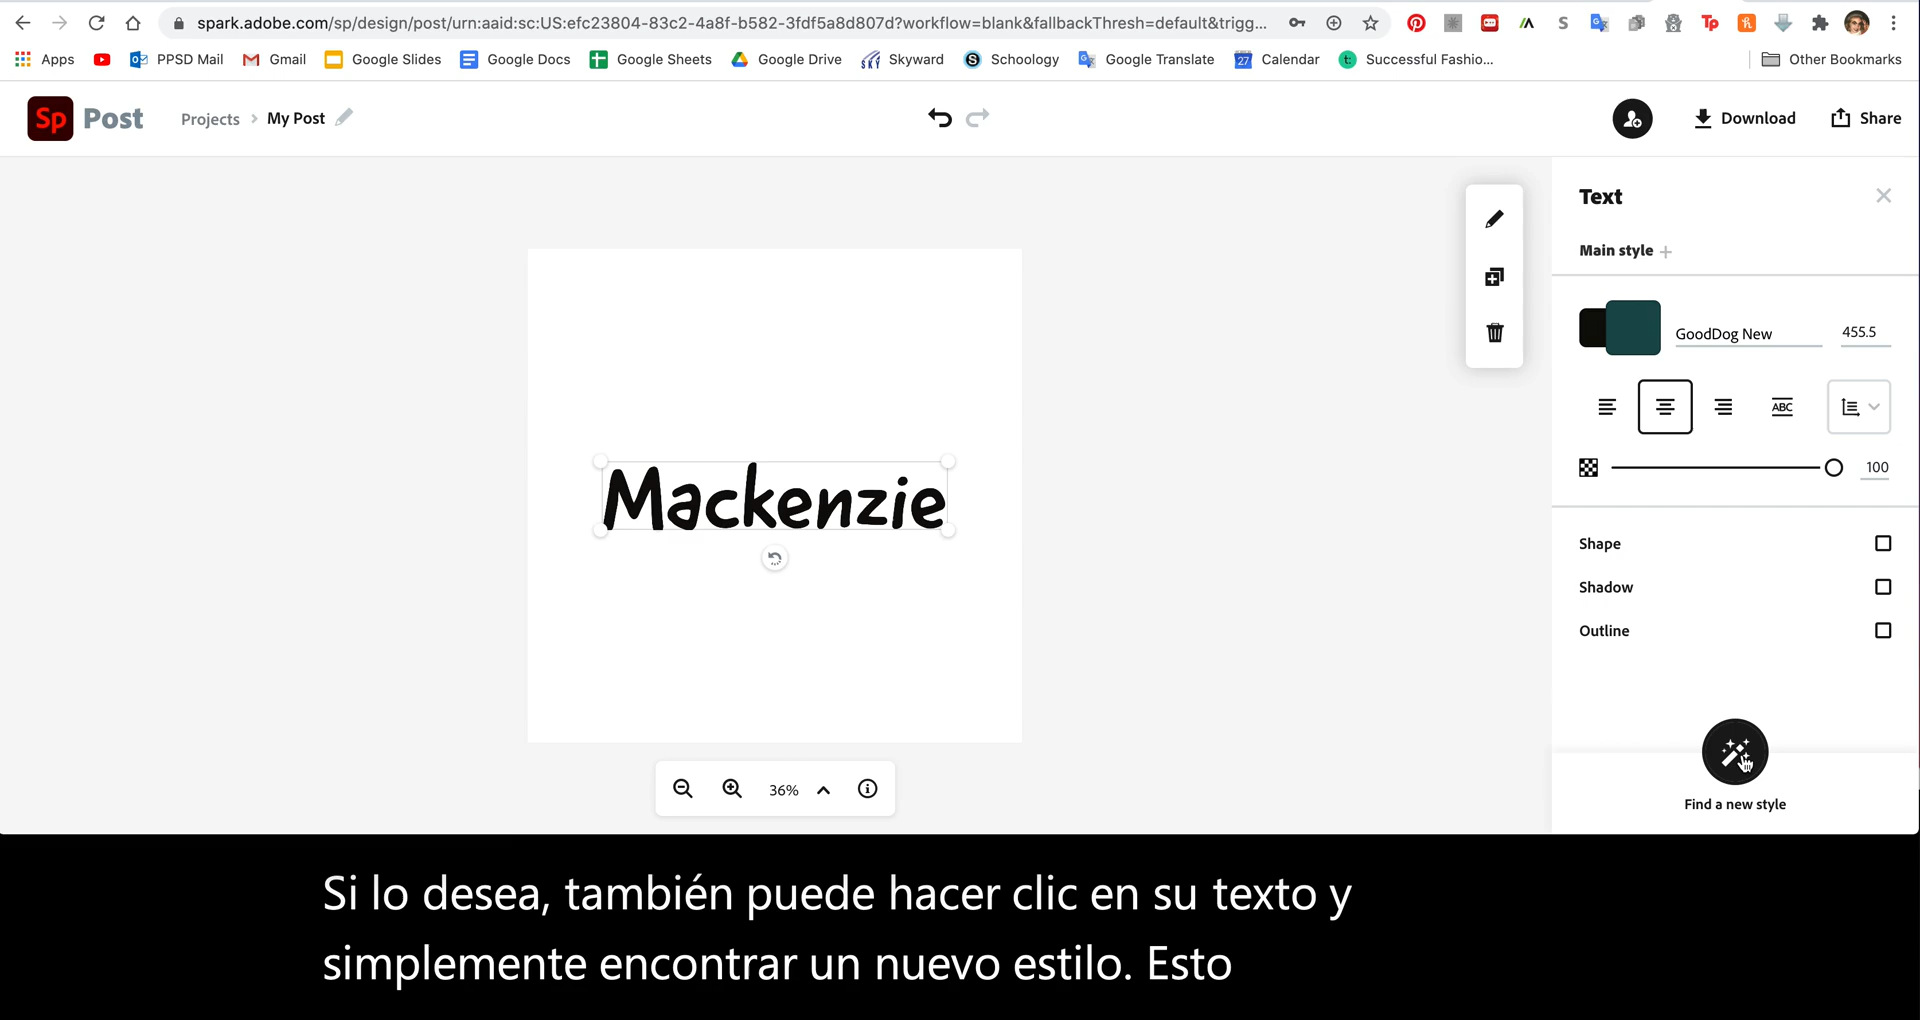 spark.adobe.com/sp/design/post/urn:aaid:sc:US:efc23804-83c2-4a8f-b582-3fdf5a8d807d?workflow=blank&fallbackThresh=default&trigg...
Apps PPSD Mail Gmail Google Slides Google Docs Google Sheets Google Drive Skyward Schoology Google Translate 27 Calendar t: Successful Fashio... Other Bookmarks
Sp Post Projects > My Post Download Share
Text
Main style +
GoodDog New 455.5
ABC
100
Mackenzie
Shape
Shadow
Outline
36%
Find a new style
Si lo desea, también puede hacer clic en su texto y
simplemente encontrar un nuevo estilo. Esto